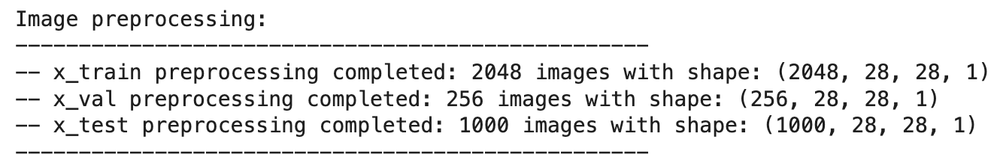 Image preprocessing:
--------------------------------------------------
-- x_train preprocessing completed: 2048 images with shape: (2048, 28, 28, 1)
-- x_val preprocessing completed: 256 images with shape: (256, 28, 28, 1)
-- x_test preprocessing completed: 1000 images with shape: (1000, 28, 28, 1)
--------------------------------------------------